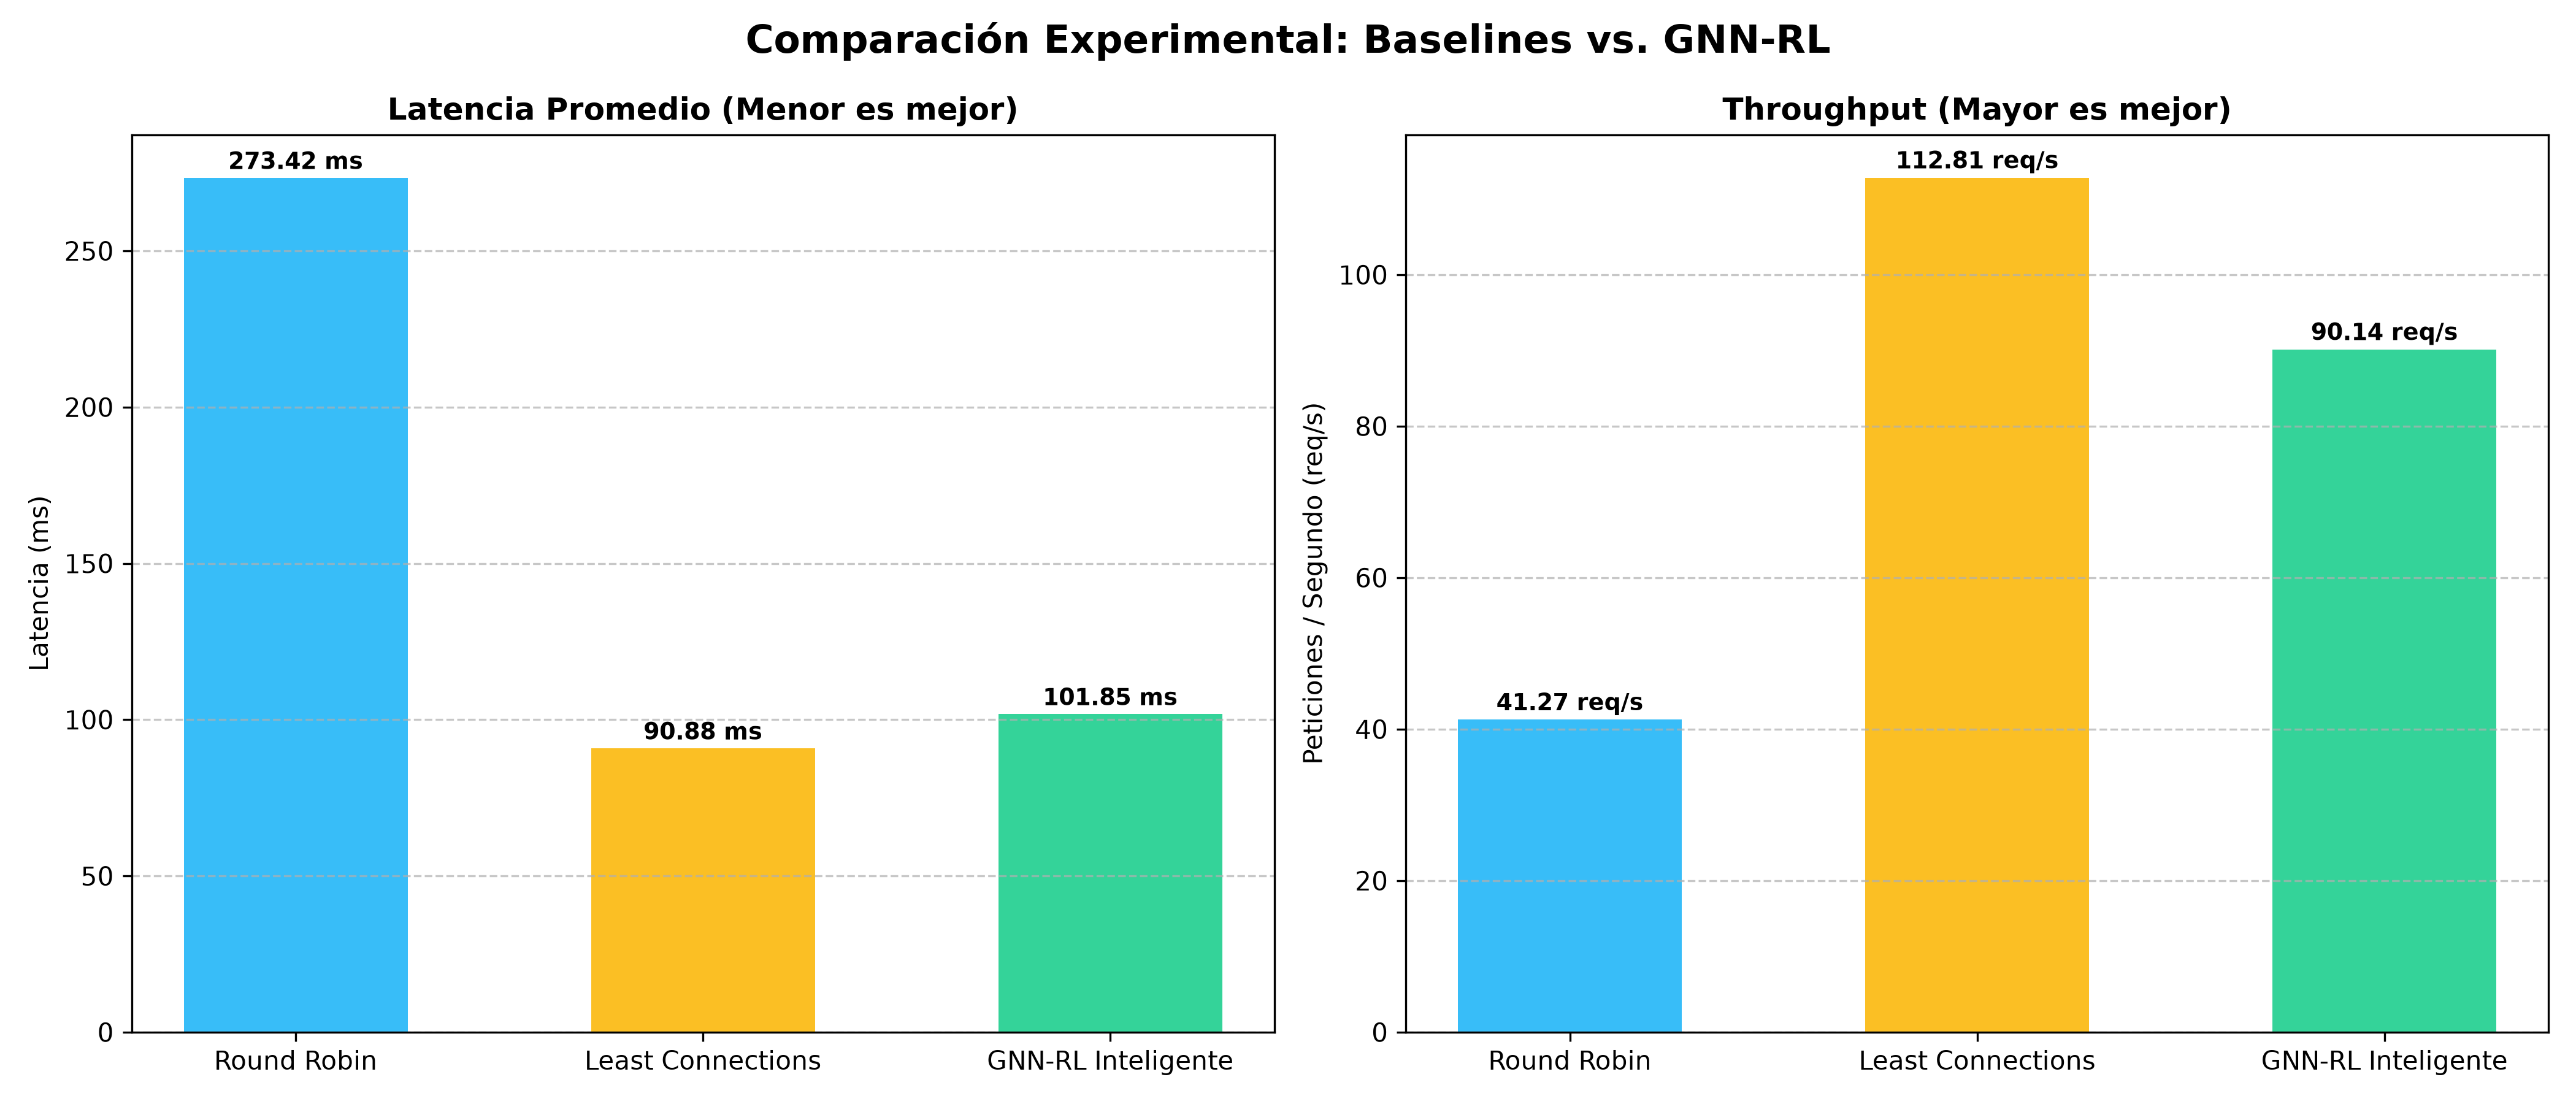 Comparación Experimental: Baselines vs. GNN-RL
Latencia Promedio (Menor es mejor)
273.42 ms
90.88 ms
101.85 ms
Latencia (ms)
250
200
150
100
50
0
Round Robin
Least Connections
GNN-RL Inteligente
Throughput (Mayor es mejor)
41.27 req/s
112.81 req/s
90.14 req/s
Peticiones / Segundo (req/s)
100
80
60
40
20
0
Round Robin
Least Connections
GNN-RL Inteligente